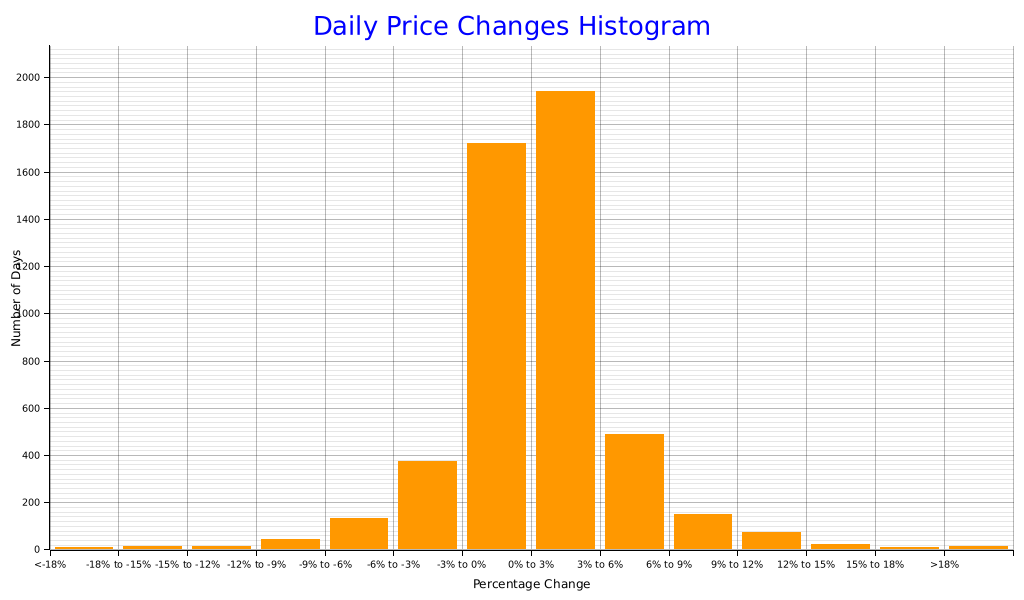 Daily Price Changes Histogram
2000
1800
1600
1400
1200
1000
800
600
400
200
0
Number of Days
<-18% -18% to -15% -15% to -12% -12% to -9% -9% to -6% -6% to -3% -3% to 0% 0% to 3% 3% to 6% 6% to 9% 9% to 12% 12% to 15% 15% to 18% >18%
Percentage Change